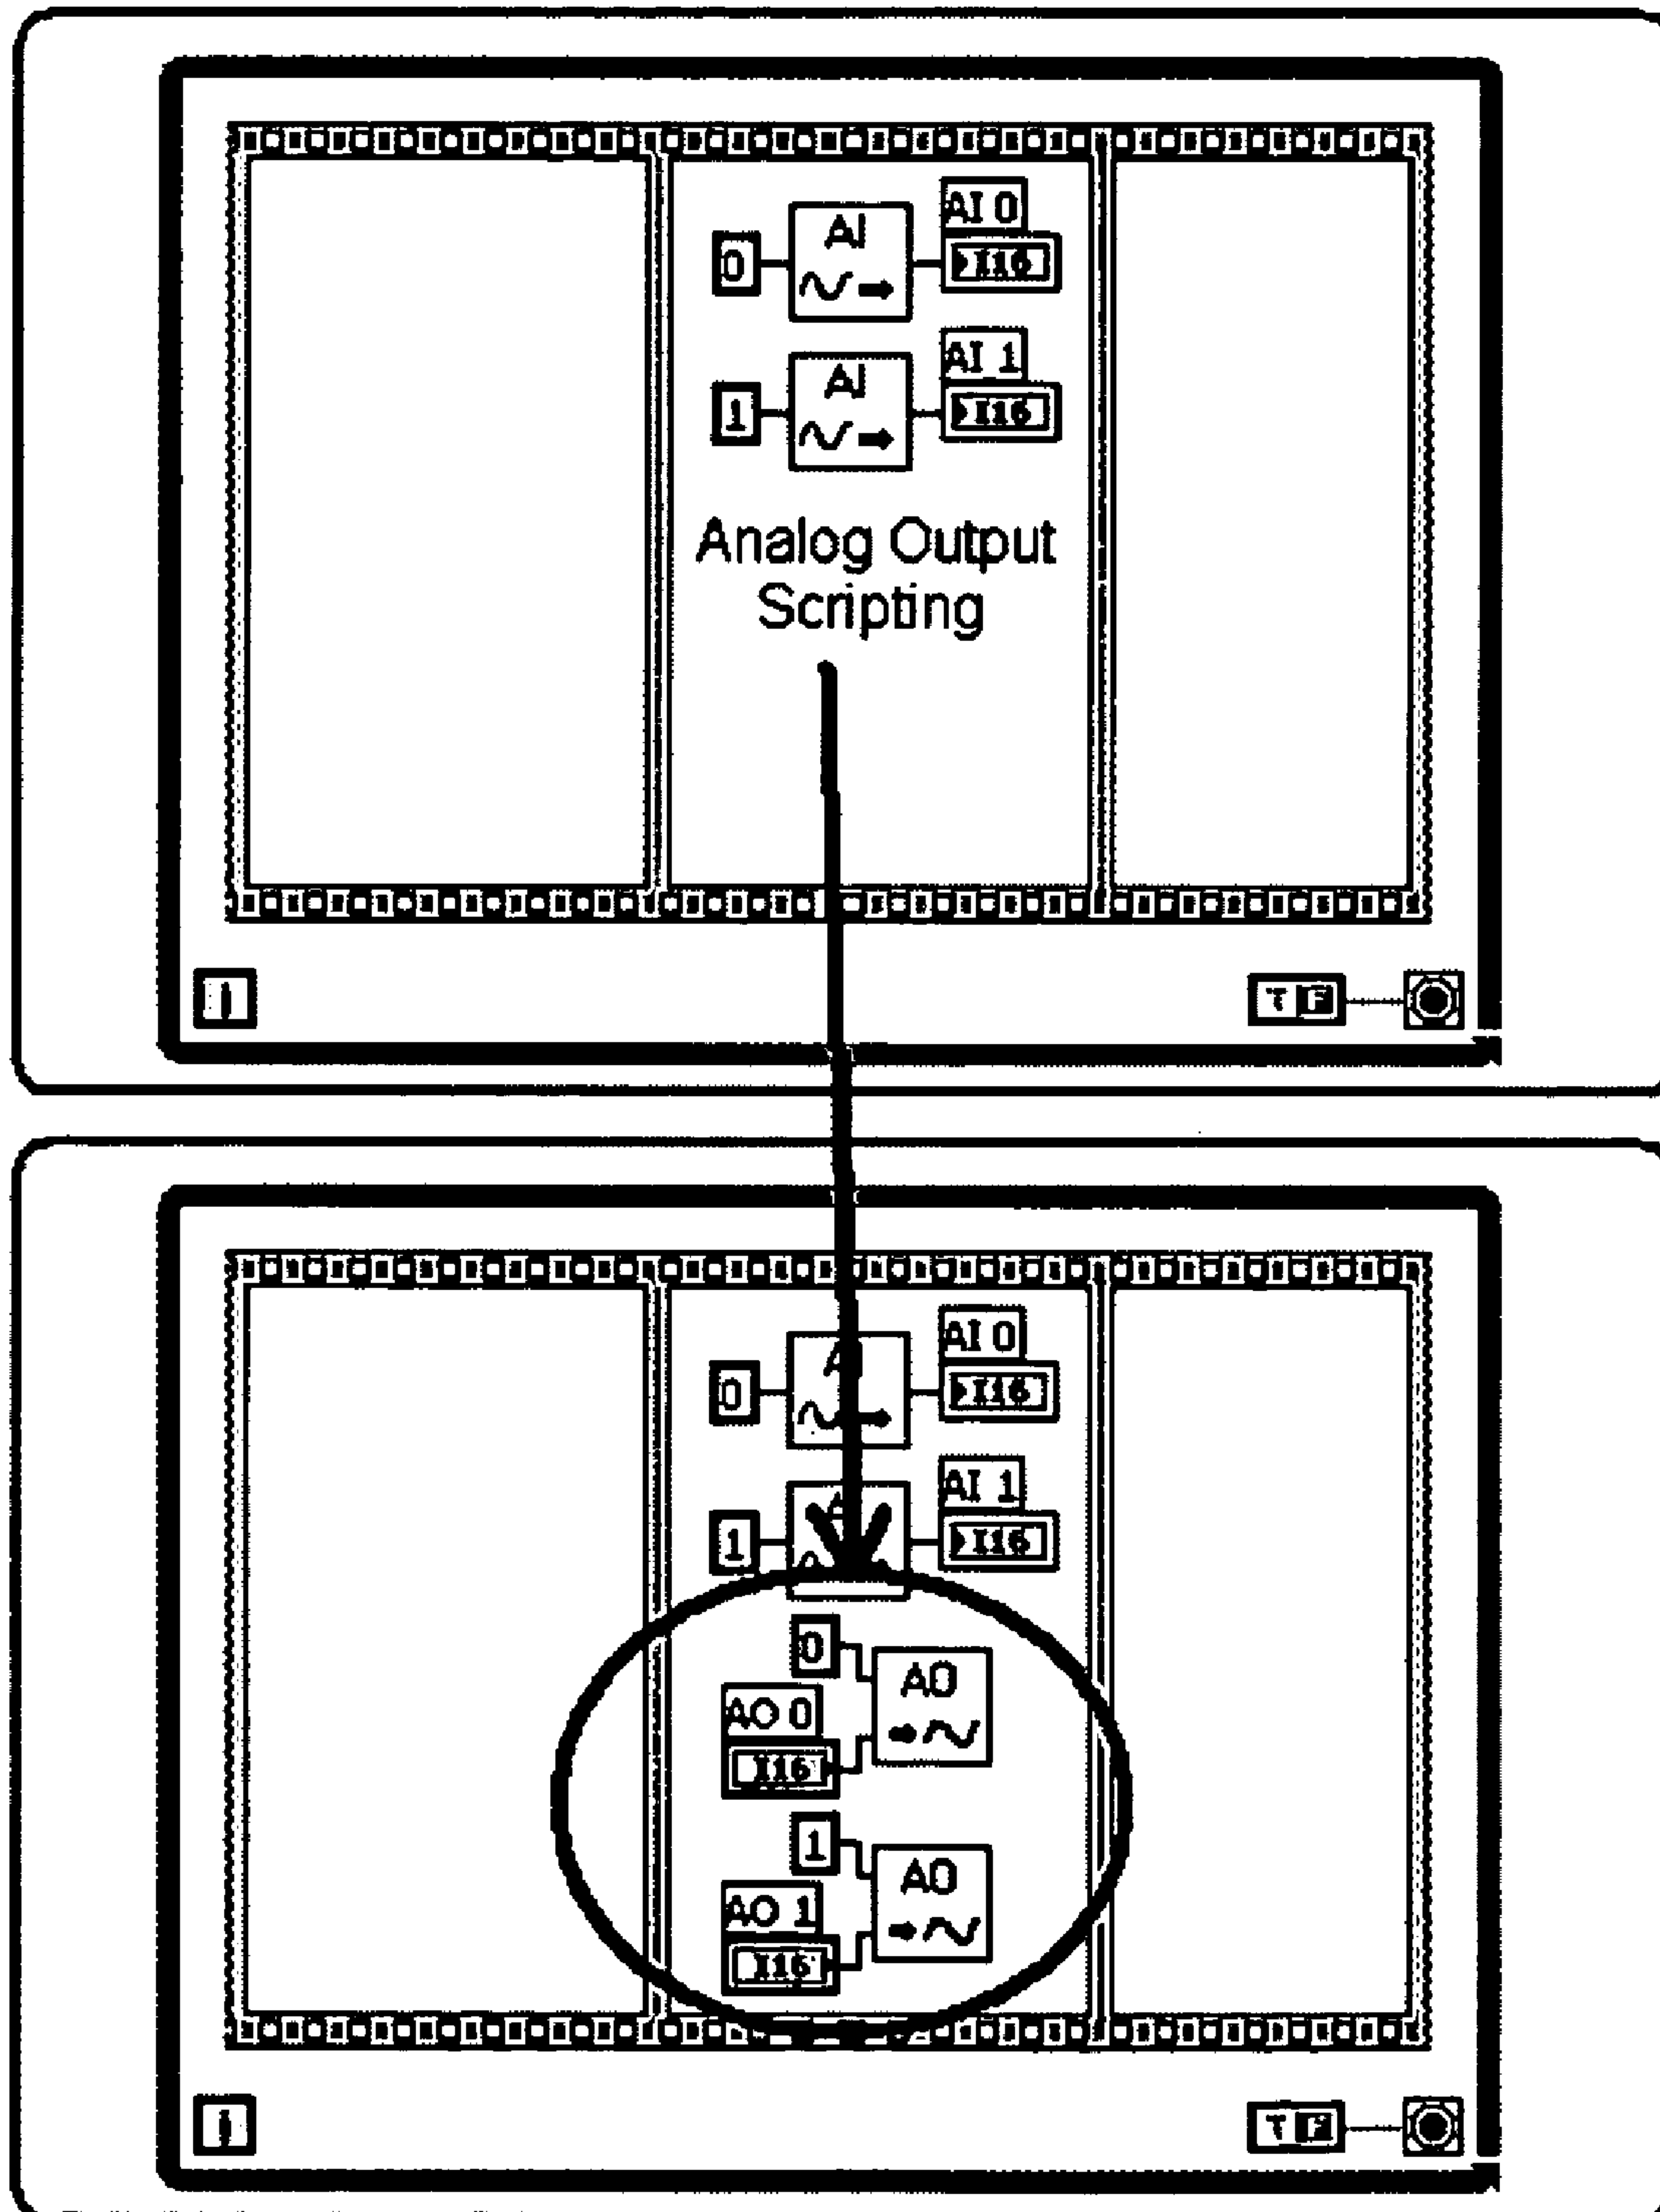 AI
AI 0
0
I16
AI
AI 1
1
I16
Analog Output
Scripting
i
T F
AI 0
0
I16
AI 1
1
I16
0
AO
AO 0
I16
1
AO
AO 1
I16
i
T F